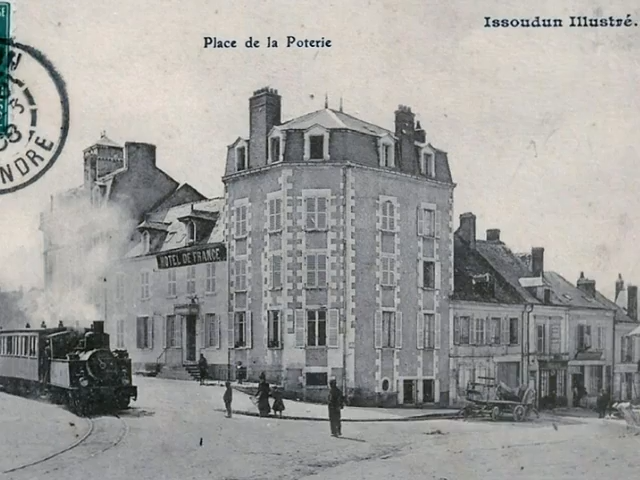 Issoudun Illustré.
Place de la Poterie
NDRE
HOTEL DE FRANCE